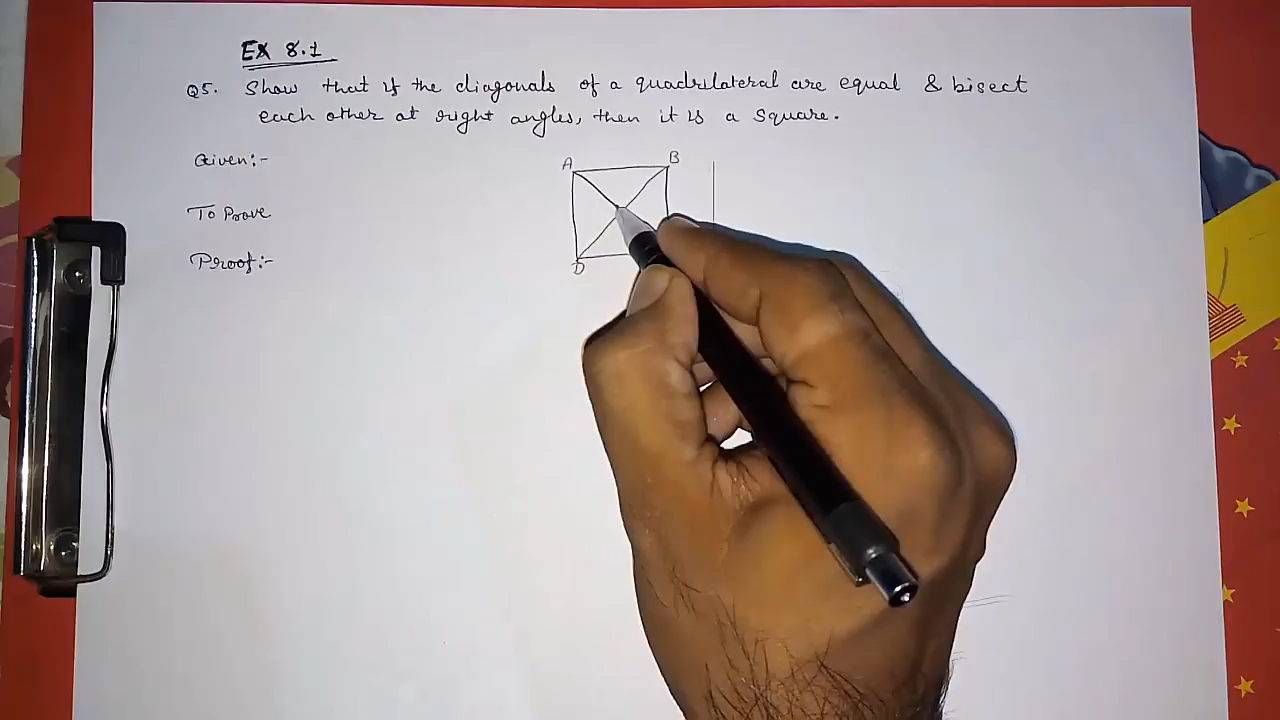 Ex 8.1
Q5. Show that if the diagonals of a quadrilateral are equal & bisect
each other at right angles, then it is a square.
Given:-
A B
To Prove
Proof:-
D